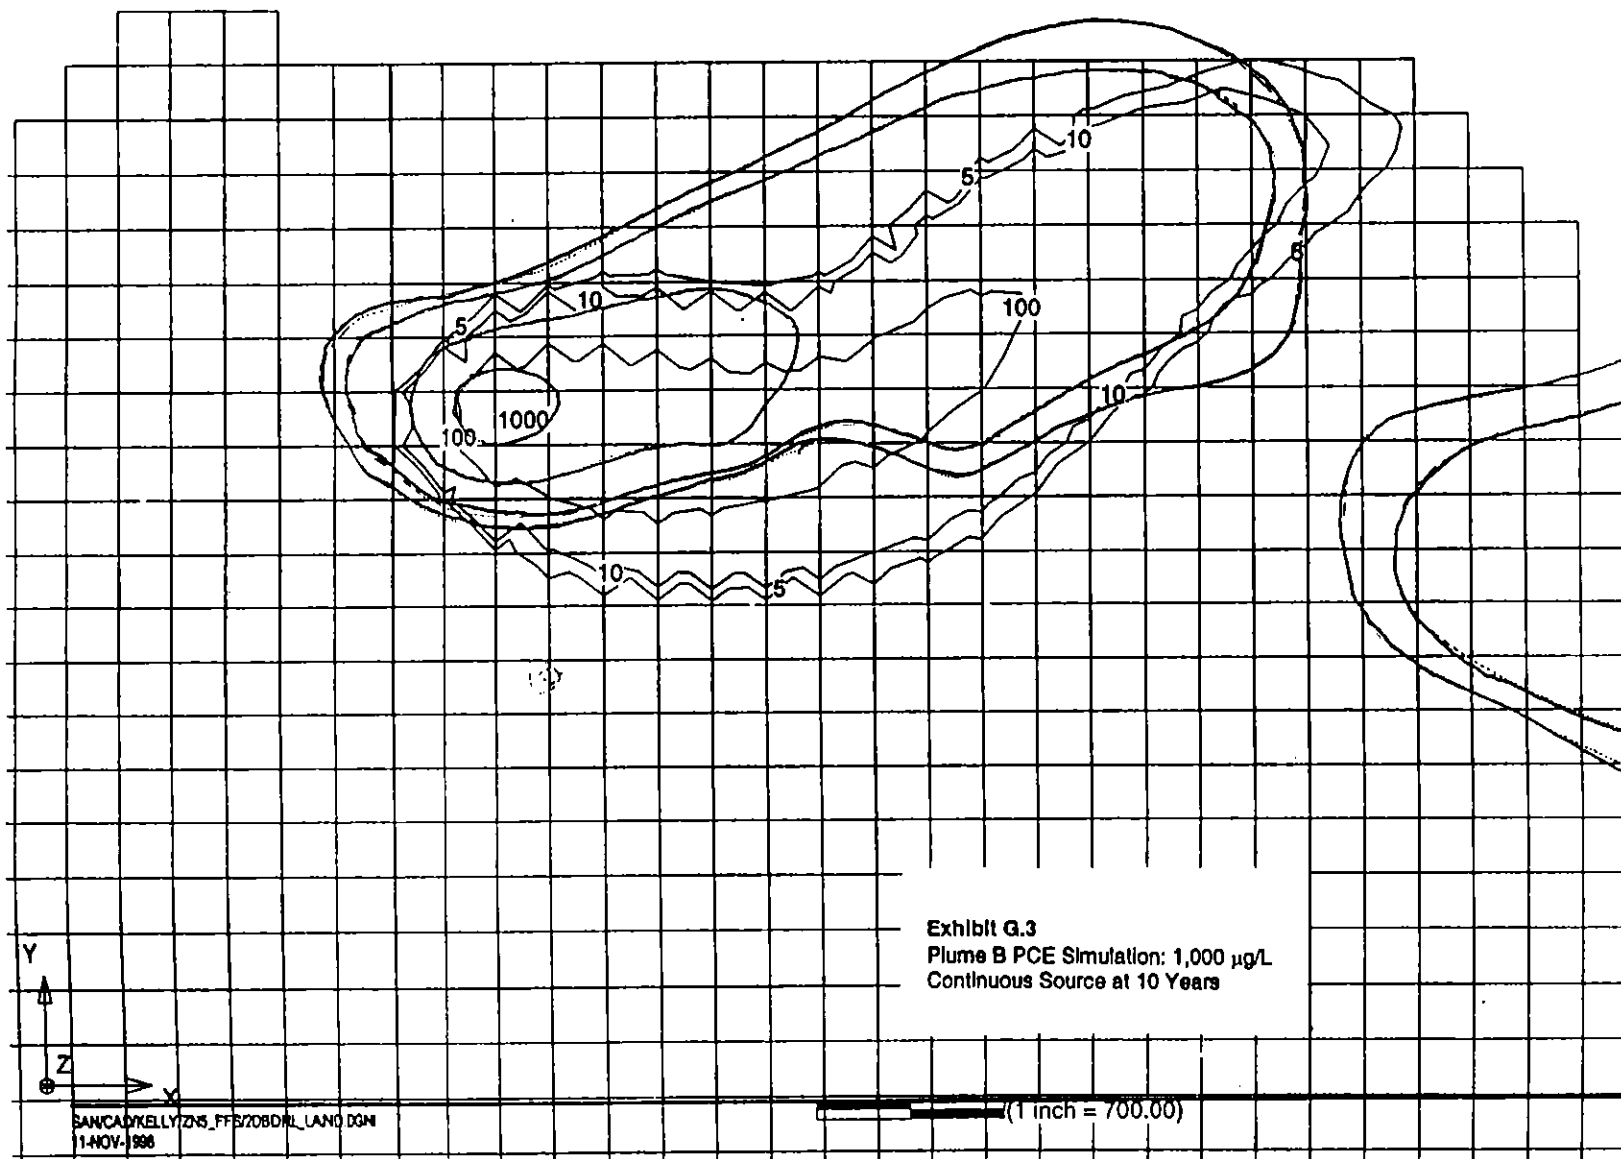 10
5
10
5
5
100
10
1000
100
10
5
Exhibit G.3
Plume B PCE Simulation: 1,000 µg/L
Continuous Source at 10 Years
Y
Z
X
(1 inch = 700.00)
11-NOV-1998